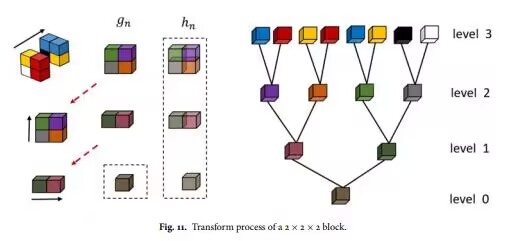 gₙ
hₙ
level 3
level 2
level 1
level 0
Fig. 11. Transform process of a 2 × 2 × 2 block.